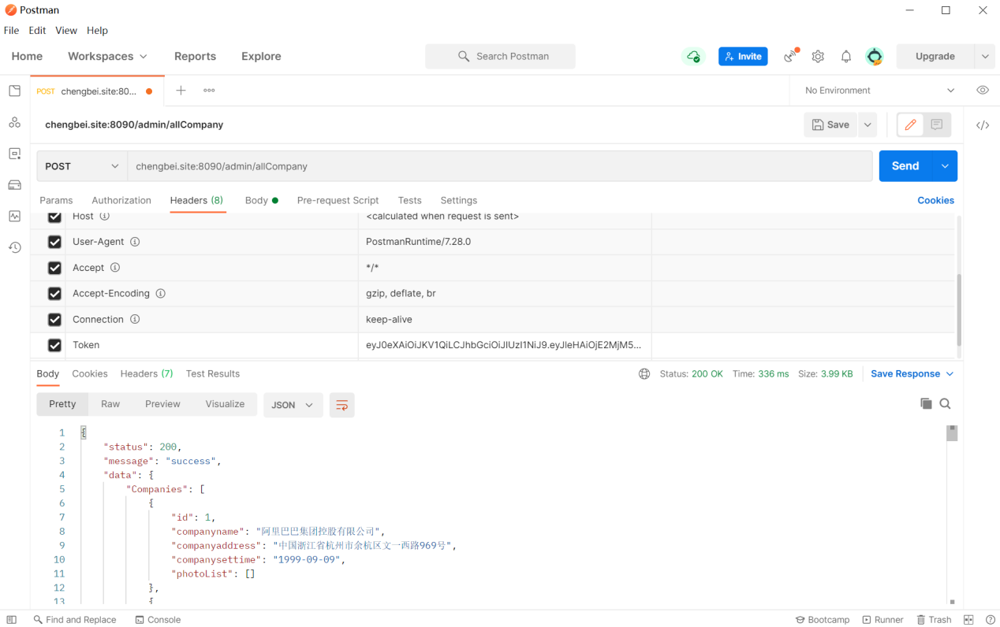 Postman
File Edit View Help
Home Workspaces Reports Explore Search Postman Invite Upgrade
POST chengbei.site:80... No Environment
chengbei.site:8090/admin/allCompany Save
POST chengbei.site:8090/admin/allCompany Send
Params Authorization Headers (8) Body Pre-request Script Tests Settings Cookies
Host <calculated when request is sent>
User-Agent PostmanRuntime/7.28.0
Accept */*
Accept-Encoding gzip, deflate, br
Connection keep-alive
Token eyJ0eXAiOiJKV1QiLCJhbGciOiJIUzI1NiJ9.eyJleHAiOjE2MjM5...
Body Cookies Headers (7) Test Results Status: 200 OK Time: 336 ms Size: 3.99 KB Save Response
Pretty Raw Preview Visualize JSON
1 {
2 "status": 200,
3 "message": "success",
4 "data": {
5 "Companies": [
6 {
7 "id": 1,
8 "companyname": "阿里巴巴集团控股有限公司",
9 "companyaddress": "中国浙江省杭州市余杭区文一西路969号",
10 "companysettime": "1999-09-09",
11 "photoList": []
12 },
13 {
Find and Replace Console Bootcamp Runner Trash